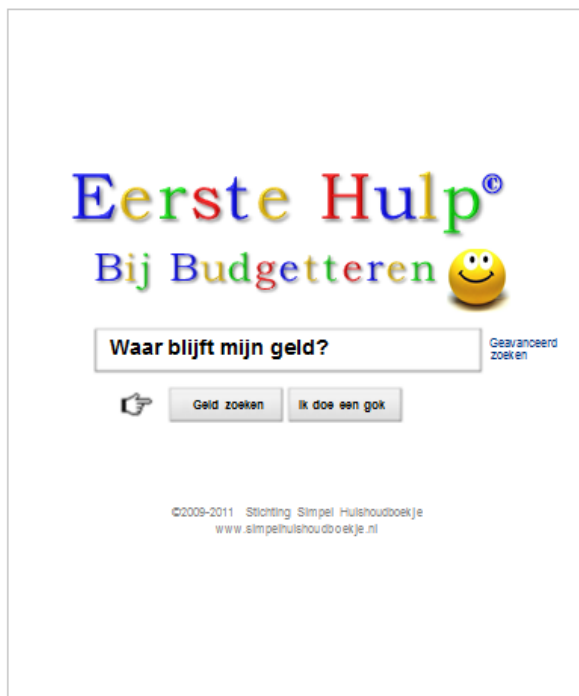 Eerste Hulp©
Bij Budgetteren
Waar blijft mijn geld?
Geavanceerd
zoeken
Geld zoeken
Ik doe een gok
©2009-2011 Stichting Simpel Huishoudboekje
www.simpelhuishoudboekje.nl